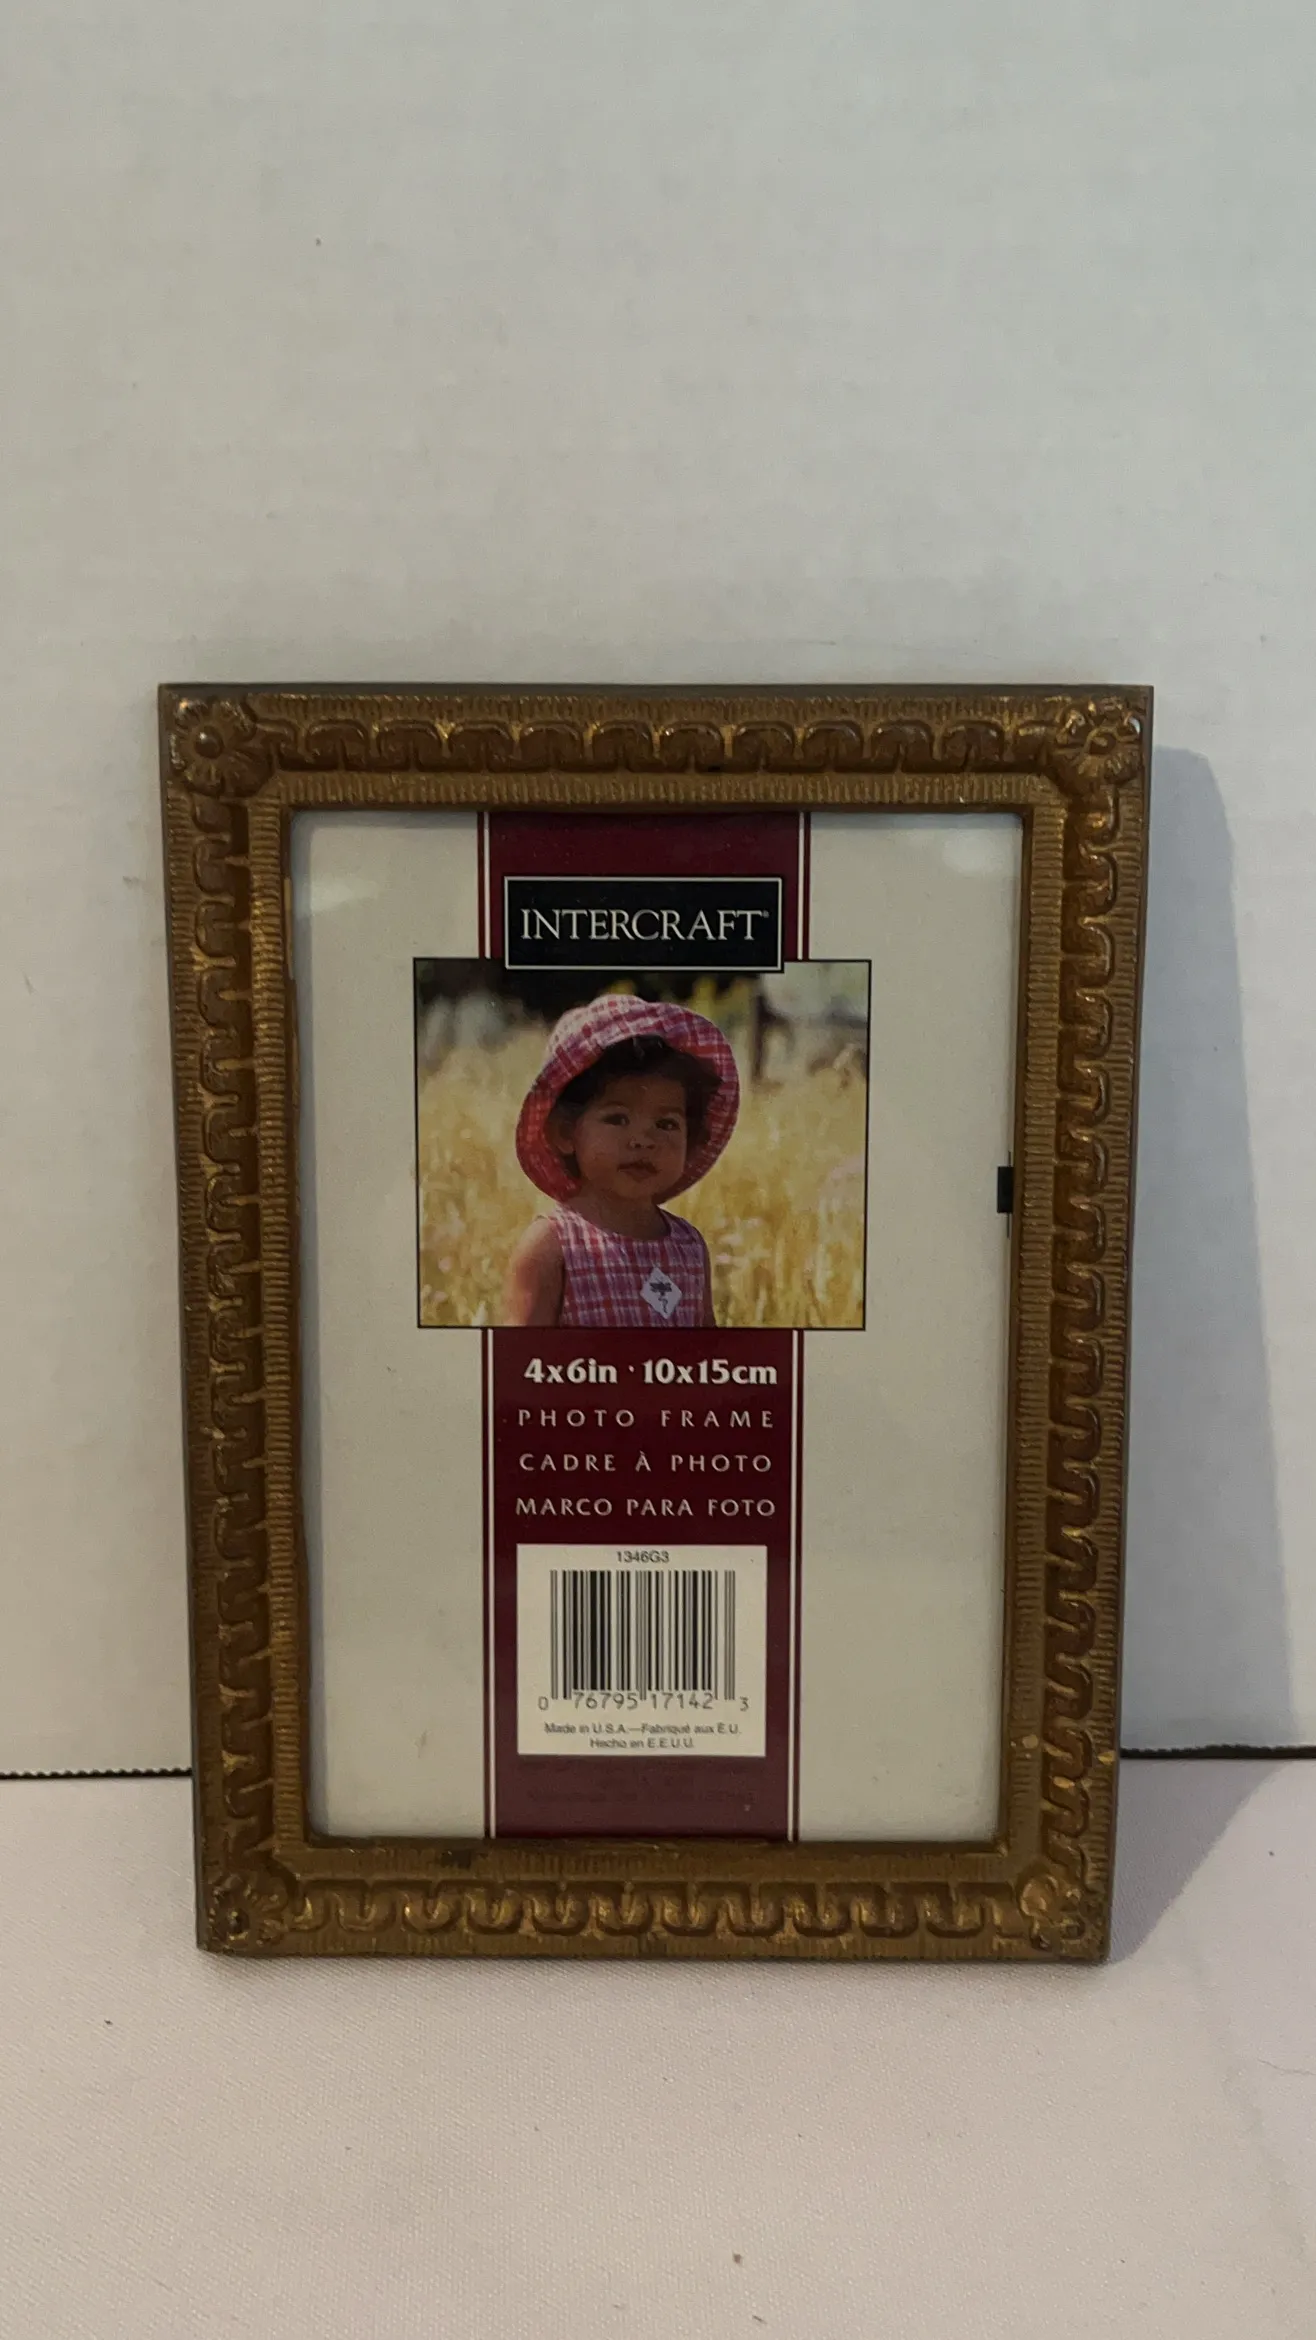 INTERCRAFT®
4x6in · 10x15cm
PHOTO FRAME
CADRE À PHOTO
MARCO PARA FOTO
1346G3
0 76795 17142 3
Made in U.S.A.—Fabriqué aux E.U.
Hecho en E.E.U.U.